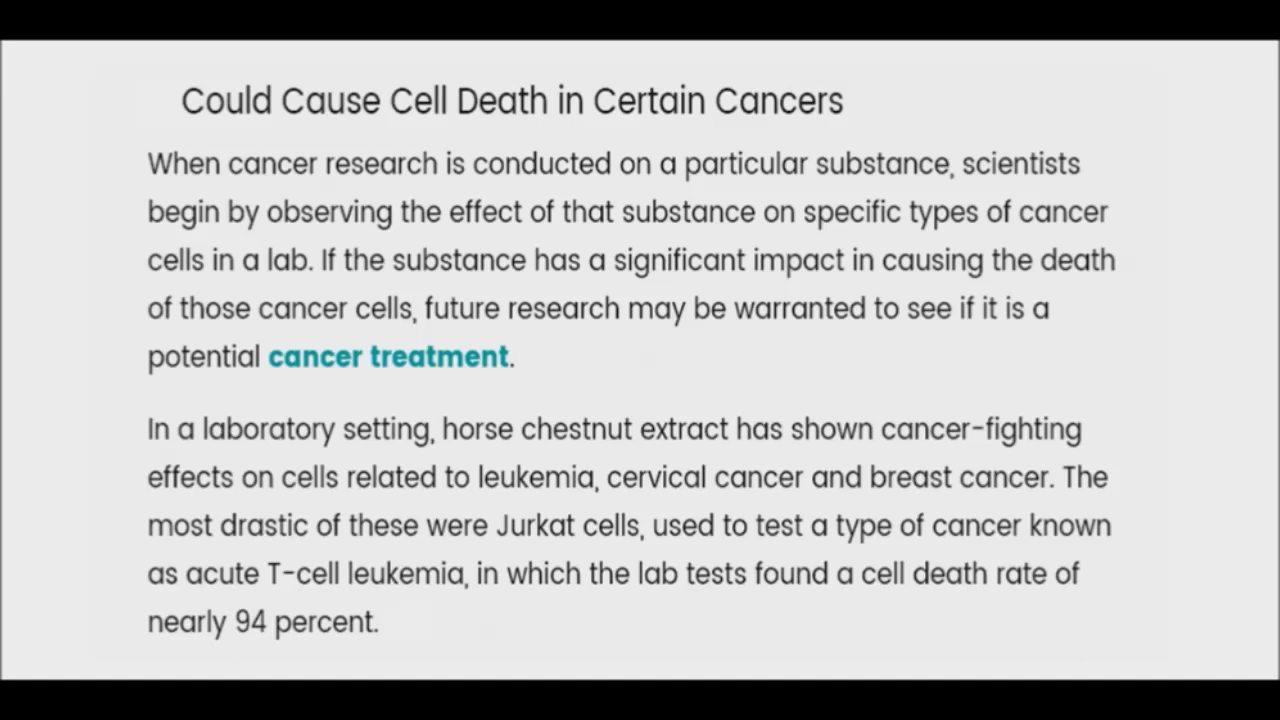 Could Cause Cell Death in Certain Cancers
When cancer research is conducted on a particular substance, scientists
begin by observing the effect of that substance on specific types of cancer
cells in a lab. If the substance has a significant impact in causing the death
of those cancer cells, future research may be warranted to see if it is a
potential cancer treatment.
In a laboratory setting, horse chestnut extract has shown cancer-fighting
effects on cells related to leukemia, cervical cancer and breast cancer. The
most drastic of these were Jurkat cells, used to test a type of cancer known
as acute T-cell leukemia, in which the lab tests found a cell death rate of
nearly 94 percent.